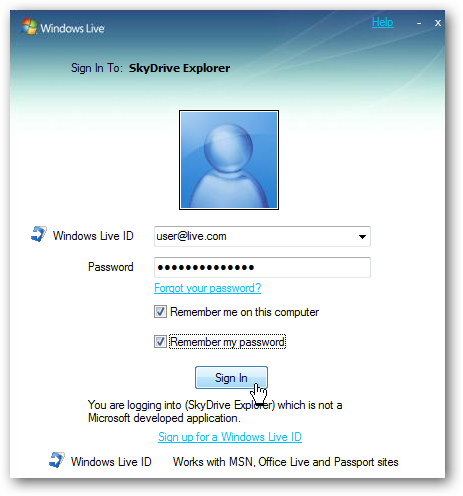 Windows Live
Help
- x
Sign In To: SkyDrive Explorer
Windows Live ID
user@live.com
Password
●●●●●●●●●●●●●●
Forgot your password?
Remember me on this computer
Remember my password
Sign In
You are logging into (SkyDrive Explorer) which is not a
Microsoft developed application.
Sign up for a Windows Live ID
Windows Live ID Works with MSN, Office Live and Passport sites